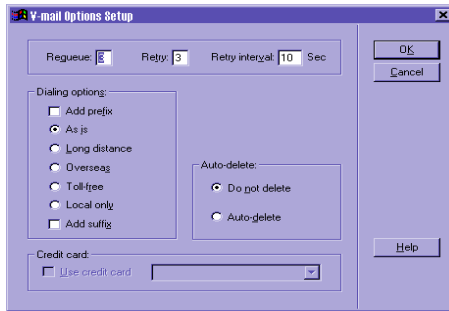 V-mail Options Setup
Regueue: 3 Retry: 3 Retry interval: 10 Sec
OK
Cancel
Dialing options:
Add prefix
As is
Long distance
Overseas
Toll-free
Local only
Add suffix
Auto-delete:
Do not delete
Auto-delete
Help
Credit card:
Use credit card